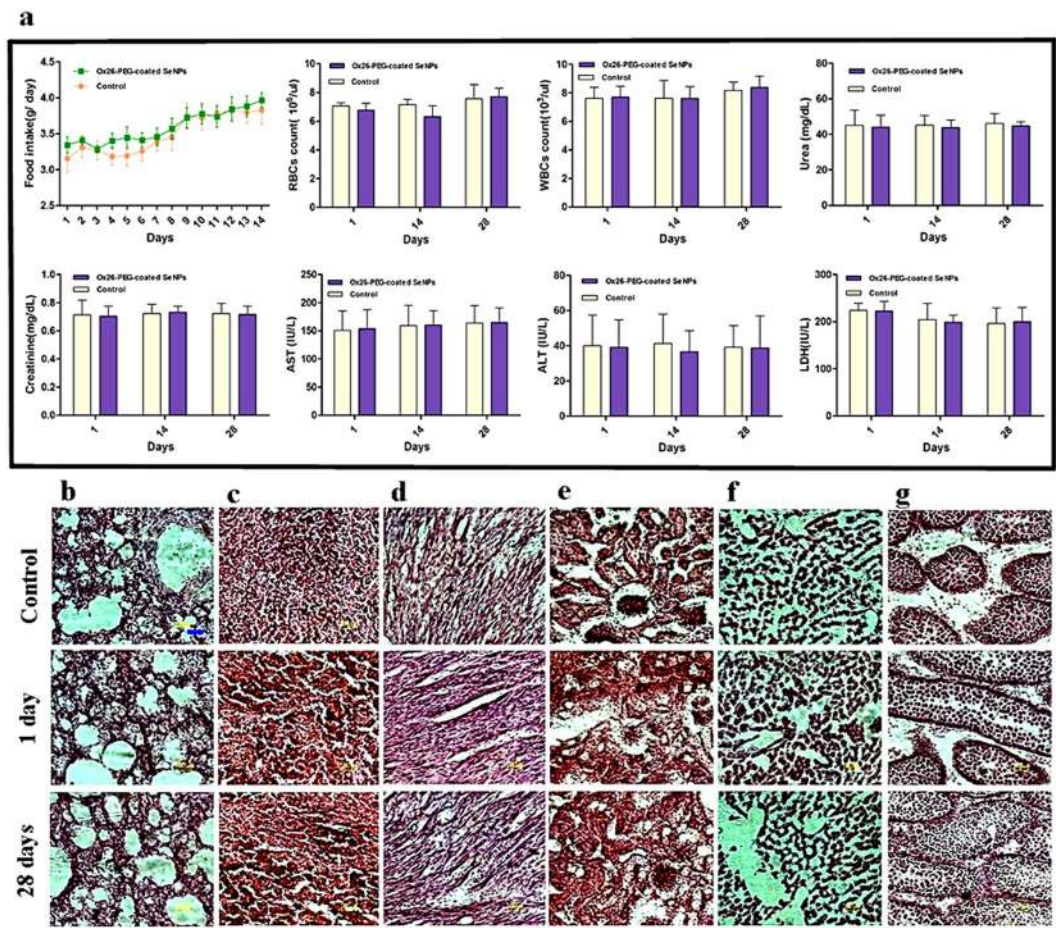 a
Ox26-PEG-coated SeNPs
Control
Food intake(g/ day)
4.5
4.0
3.5
3.0
2.5
1 2 3 4 5 6 7 8 9 10 11 12 13 14
Days
Ox26-PEG-coated SeNPs
Control
RBCs count( 10⁶/ul)
10
8
6
4
2
0
1 14 28
Days
Ox26-PEG-coated SeNPs
Control
WBCs count(10³/ul)
10
8
6
4
2
0
1 14 28
Days
Ox26-PEG-coated SeNPs
Control
Urea (mg/dL)
80
60
40
20
0
1 14 28
Days
Ox26-PEG-coated SeNPs
Control
Creatinine(mg/dL)
1.0
0.8
0.6
0.4
0.2
0.0
1 14 28
Days
Ox26-PEG-coated SeNPs
Control
AST (IU/L)
250
200
150
100
50
0
1 14 28
Days
Ox26-PEG-coated SeNPs
Control
ALT (IU/L)
80
60
40
20
0
1 14 28
Days
Ox26-PEG-coated SeNPs
Control
LDH(IU/L)
300
200
100
0
1 14 28
Days
b c d e f g
Control
1 day
28 days